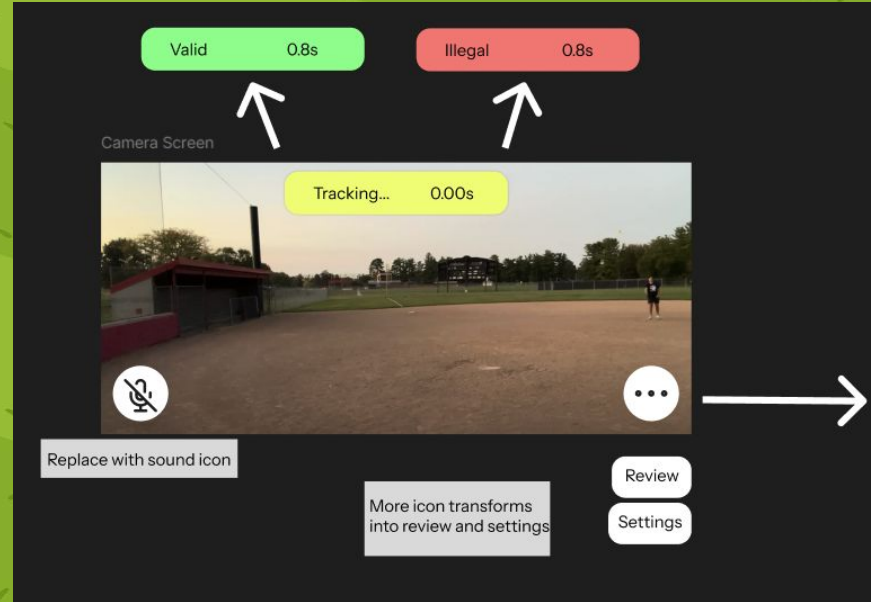 Valid 0.8s
Illegal 0.8s
Camera Screen
Tracking... 0.00s
Replace with sound icon
More icon transforms
into review and settings
Review
Settings